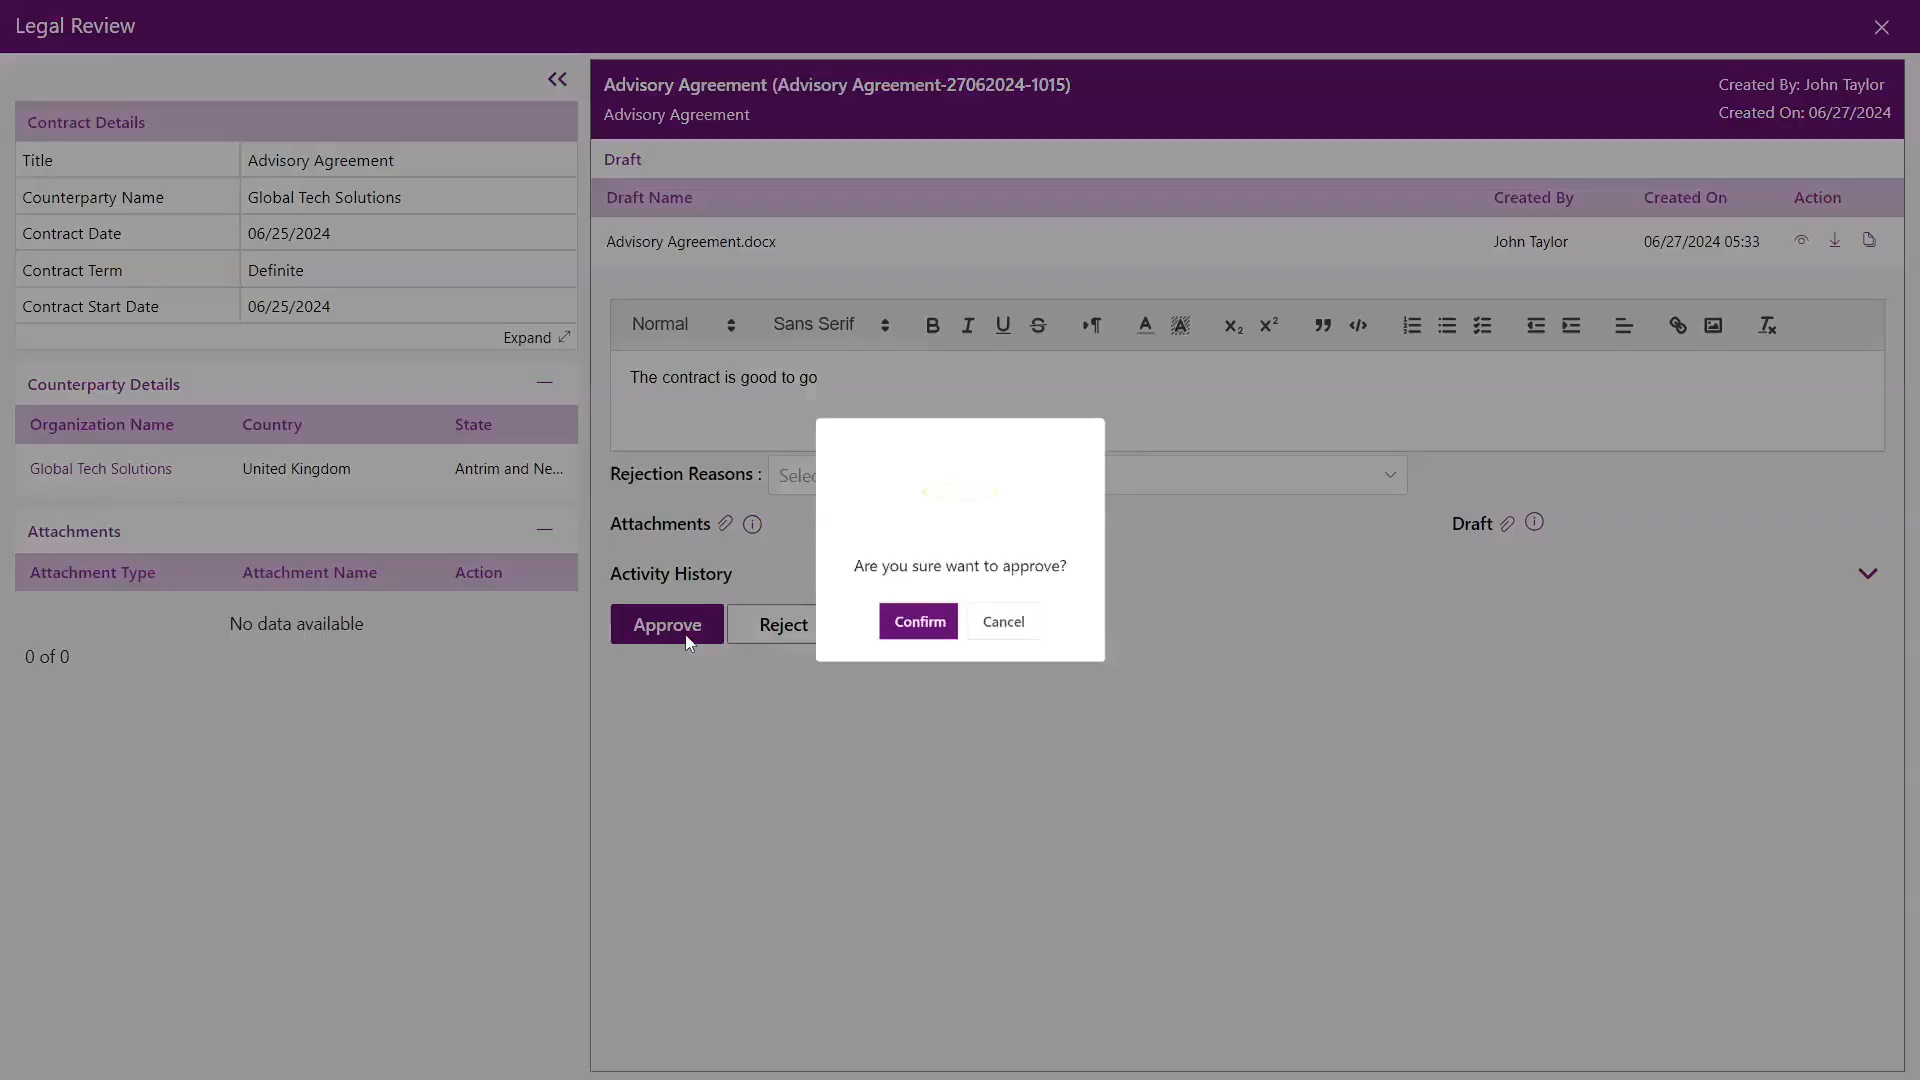 Legal Review
Contract Details
Title Advisory Agreement
Counterparty Name Global Tech Solutions
Contract Date 06/25/2024
Contract Term Definite
Contract Start Date 06/25/2024
Expand
Counterparty Details
Organization Name Country State
Global Tech Solutions United Kingdom Antrim and Ne...
Attachments
Attachment Type Attachment Name Action
No data available
0 of 0
Advisory Agreement (Advisory Agreement-27062024-1015)
Advisory Agreement
Created By: John Taylor
Created On: 06/27/2024
Draft
Draft Name Created By Created On Action
Advisory Agreement.docx John Taylor 06/27/2024 05:33
Normal Sans Serif
The contract is good to go
Rejection Reasons :
Attachments Draft
Activity History
Approve Reject
Are you sure want to approve?
Confirm Cancel